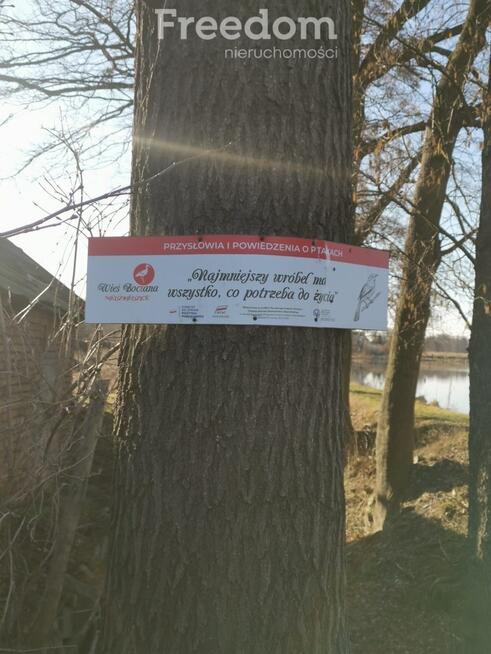 Freedom
nieruchomości
PRZYSŁOWIA I POWIEDZENIA O PTAKACH
Wieś Bociana
„Najmniejszy wróbel ma
wszystko, co potrzeba do życia”